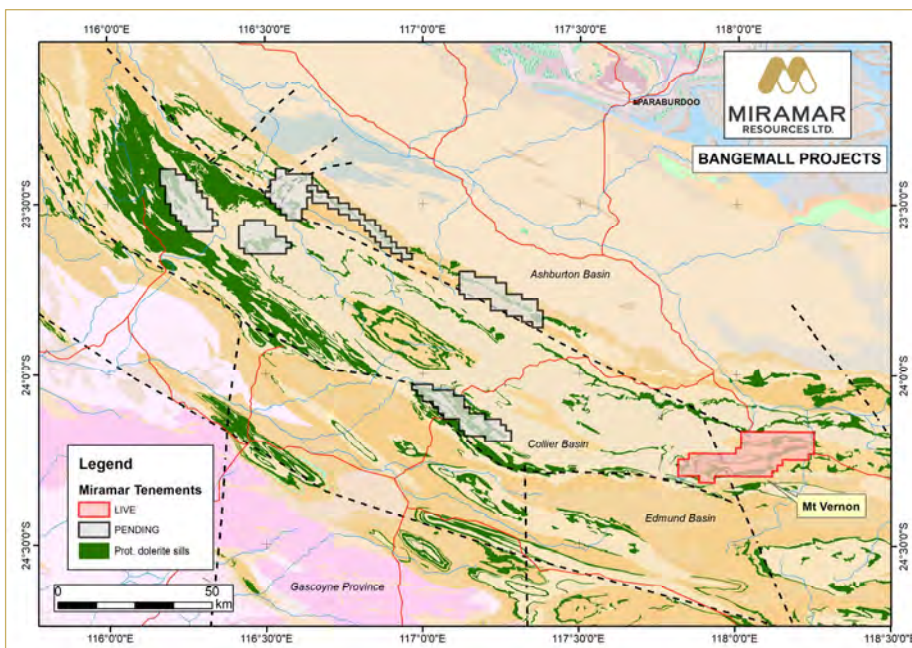 116°0'0"E
116°30'0"E
117°0'0"E
117°30'0"E
118°0'0"E
118°30'0"E
PARABURDOO
MIRAMAR
RESOURCES LTD.
BANGEMALL PROJECTS
23°30'0"S
23°30'0"S
Ashburton Basin
24°0'0"S
24°0'0"S
Collier Basin
Legend
Miramar Tenements
LIVE
PENDING
Prot. dolerite sills
Mt Vernon
Edmund Basin
24°30'0"S
24°30'0"S
Gascoyne Province
0
50
km
116°0'0"E
116°30'0"E
117°0'0"E
117°30'0"E
118°0'0"E
118°30'0"E